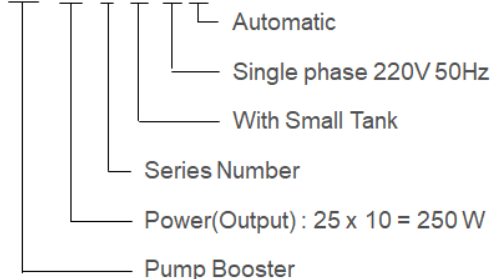 Automatic
Single phase 220V 50Hz
With Small Tank
Series Number
Power(Output) : 25 x 10 = 250 W
Pump Booster